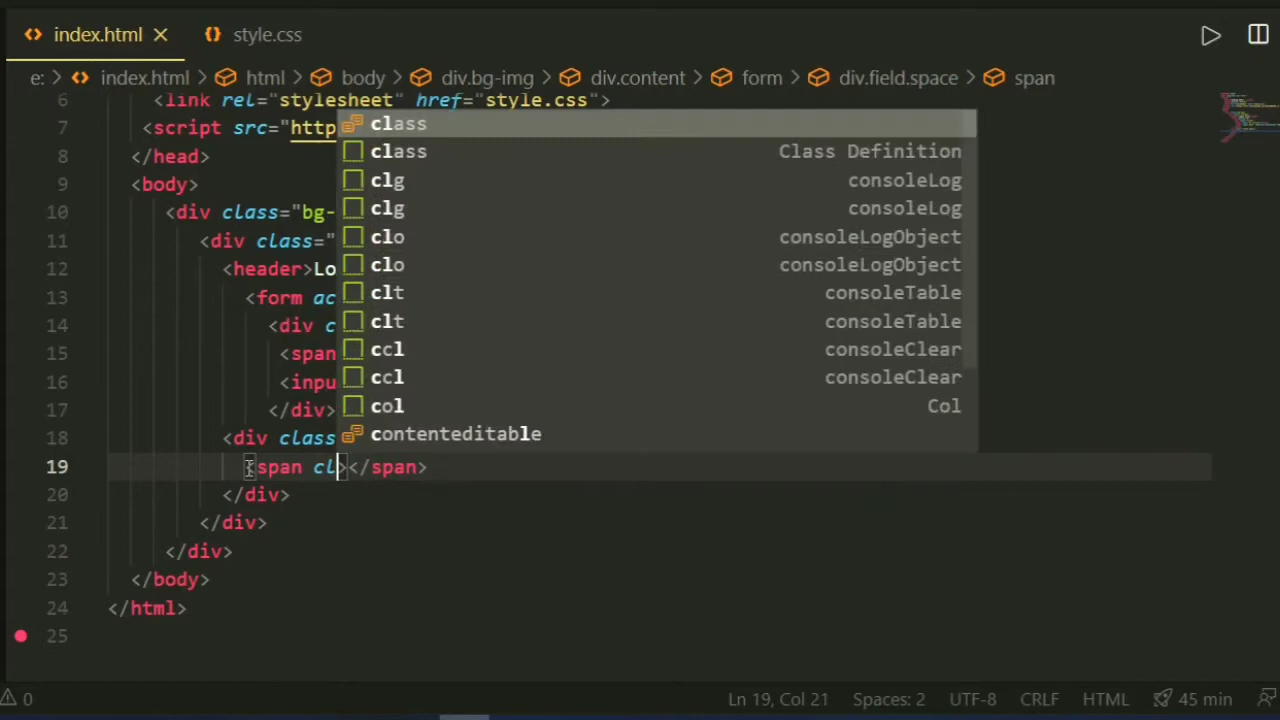 index.html style.css
e: > index.html > html > body > div.bg-img > div.content > form > div.field.space > span
6 <link rel="stylesheet" href="style.css">
7 <script src="http
8 </head>
9 <body>
10 <div class="bg-
11 <div class="
12 <header>Lo
13 <form ac
14 <div c
15 <span
16 <inpu
17 </div>
18 <div class
19 <span cl></span>
20 </div>
21 </div>
22 </div>
23 </body>
24 </html>
25
class
class Class Definition
clg consoleLog
clg consoleLog
clo consoleLogObject
clo consoleLogObject
clt consoleTable
clt consoleTable
ccl consoleClear
ccl consoleClear
col Col
contenteditable
0 Ln 19, Col 21 Spaces: 2 UTF-8 CRLF HTML 45 min